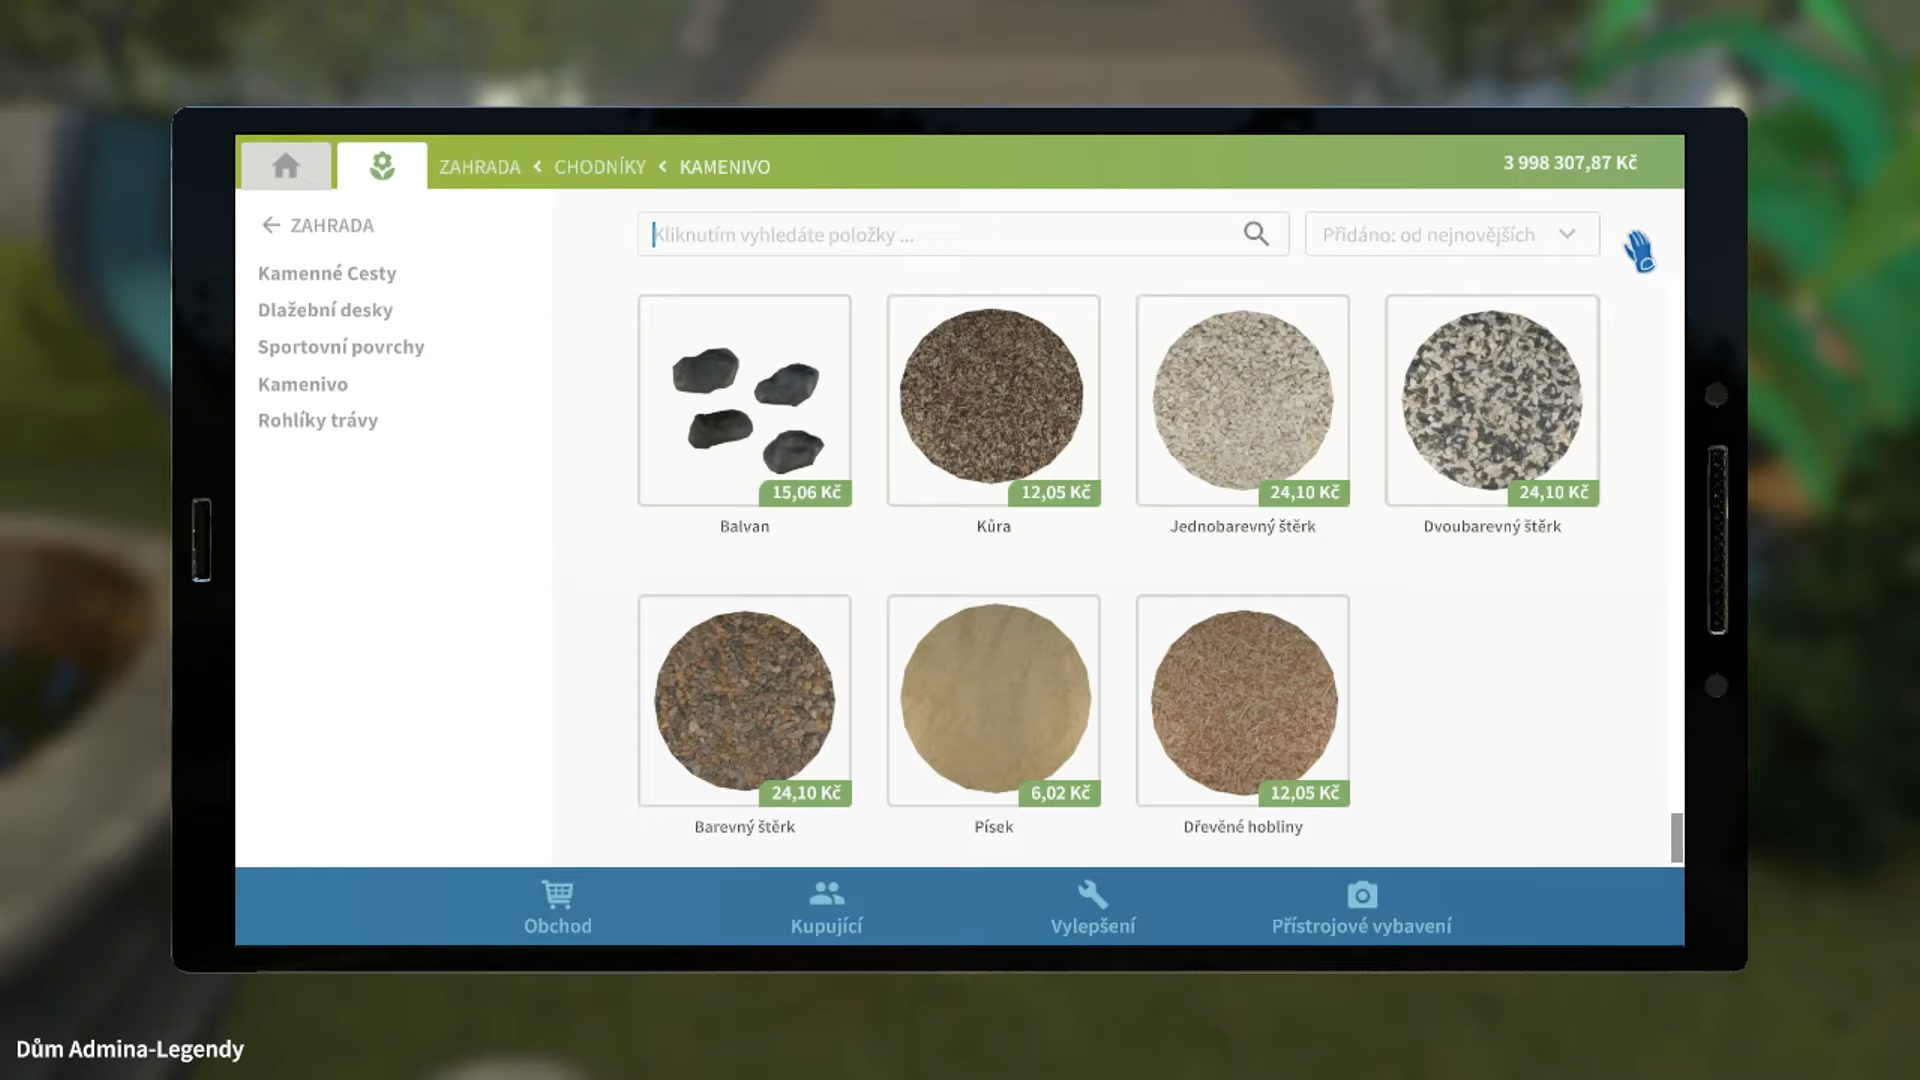 ZAHRADA < CHODNÍKY < KAMENIVO
3 998 307,87 Kč
ZAHRADA
Kliknutím vyhledáte položky ...
Přidáno: od nejnovějších
Kamenné Cesty
Dlažební desky
Sportovní povrchy
Kamenivo
Rohlíky trávy
15,06 Kč
12,05 Kč
24,10 Kč
24,10 Kč
Balvan
Kůra
Jednobarevný štěrk
Dvoubarevný štěrk
24,10 Kč
6,02 Kč
12,05 Kč
Barevný štěrk
Písek
Dřevěné hobliny
Obchod
Kupující
Vylepšení
Přístrojové vybavení
Dům Admina-Legendy